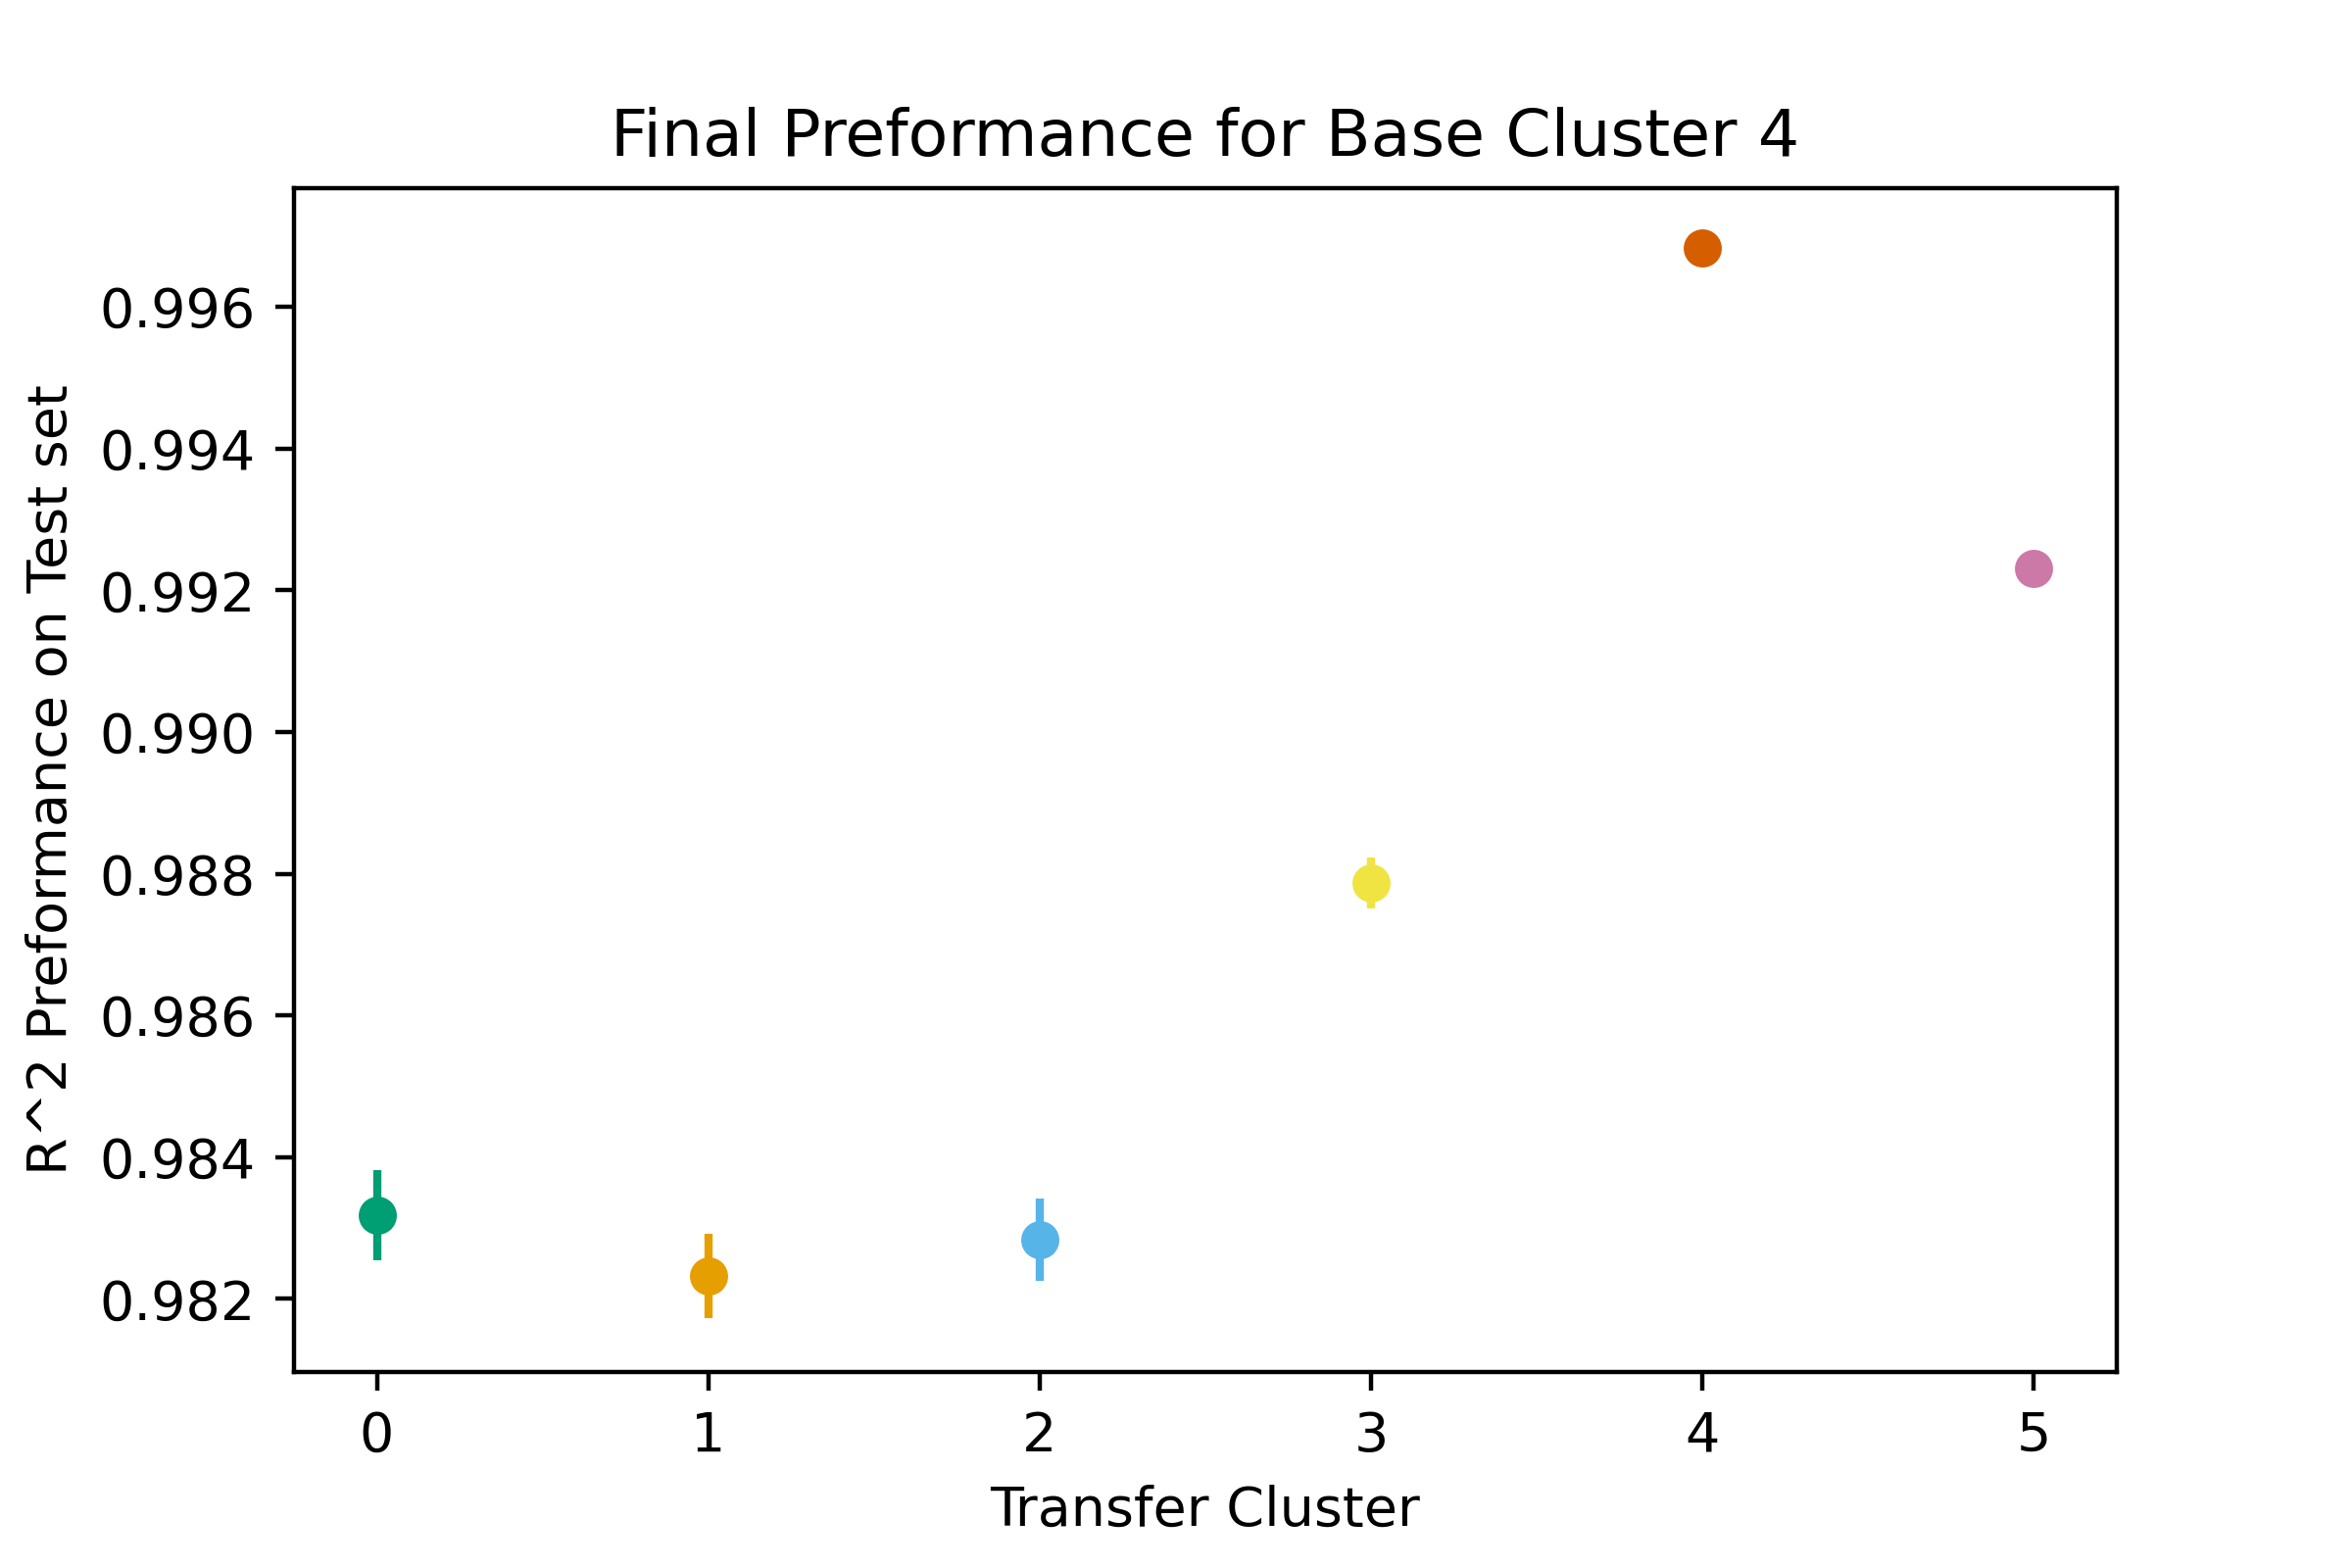 Final Preformance for Base Cluster 4
R^2 Preformance on Test set
0.996
0.994
0.992
0.990
0.988
0.986
0.984
0.982
0 1 2 3 4 5
Transfer Cluster